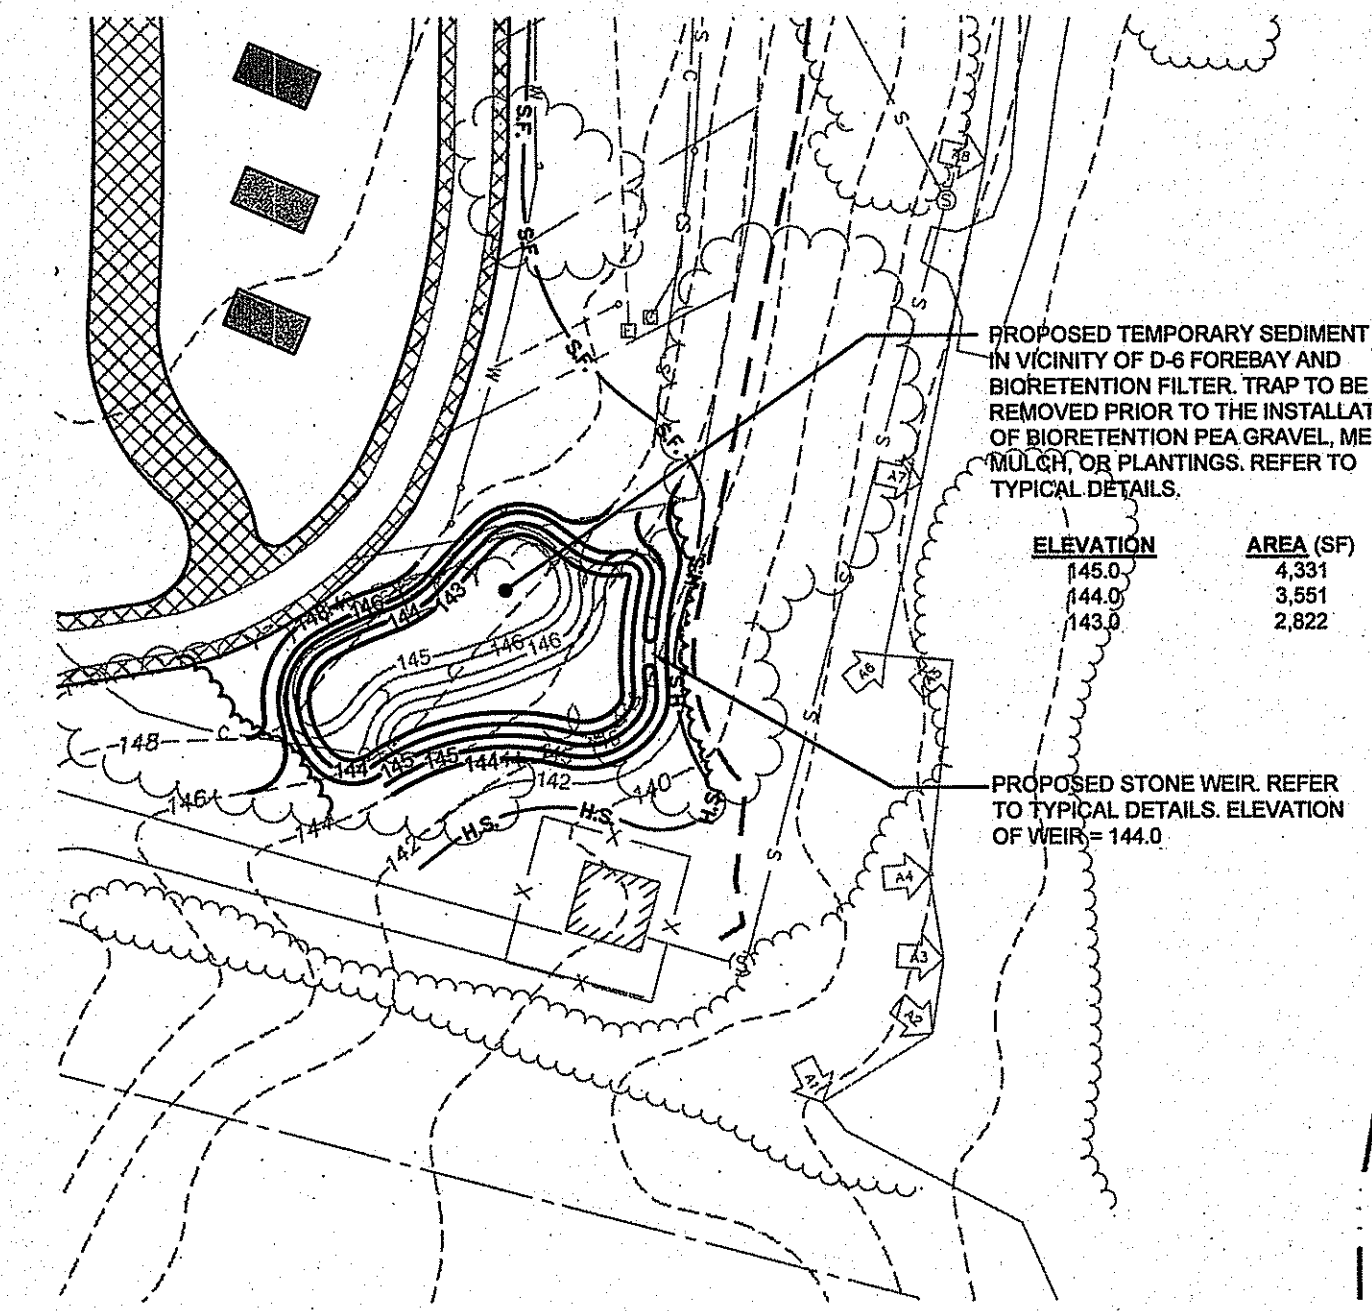 PROPOSED TEMPORARY SEDIMENT
IN VICINITY OF D-6 FOREBAY AND
BIORETENTION FILTER. TRAP TO BE
REMOVED PRIOR TO THE INSTALLAT
OF BIORETENTION PEA GRAVEL, ME
MULCH, OR PLANTINGS. REFER TO
TYPICAL DETAILS.
ELEVATION AREA (SF)
145.0 4,331
144.0 3,551
143.0 2,822
PROPOSED STONE WEIR. REFER
TO TYPICAL DETAILS. ELEVATION
OF WEIR = 144.0
W
S.F.
S.F.
S.F.
S.F.
W
E
C
C
S
CS
S
S
A8
S
S
S
A7
S
S
S
A6
A5
A4
A3
A2
A1
148
146
144
143
145
146
146
148
C
146
144
142
144
145
145
144
142
140
H.S.
H.S.
H.S.
X
X
X
X